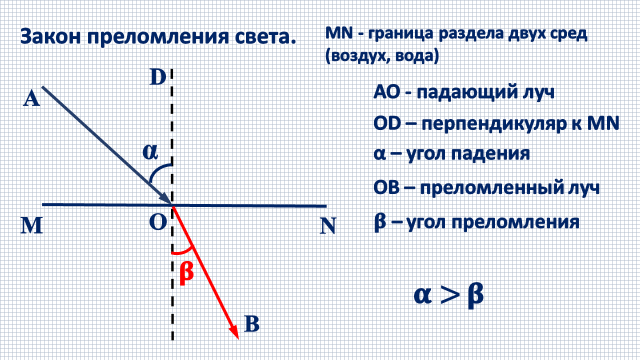 Закон преломления света.
MN - граница раздела двух сред
(воздух, вода)
D
A
AO - падающий луч
OD – перпендикуляр к MN
α
α – угол падения
OB – преломленный луч
M
O
N
β – угол преломления
β
α > β
B